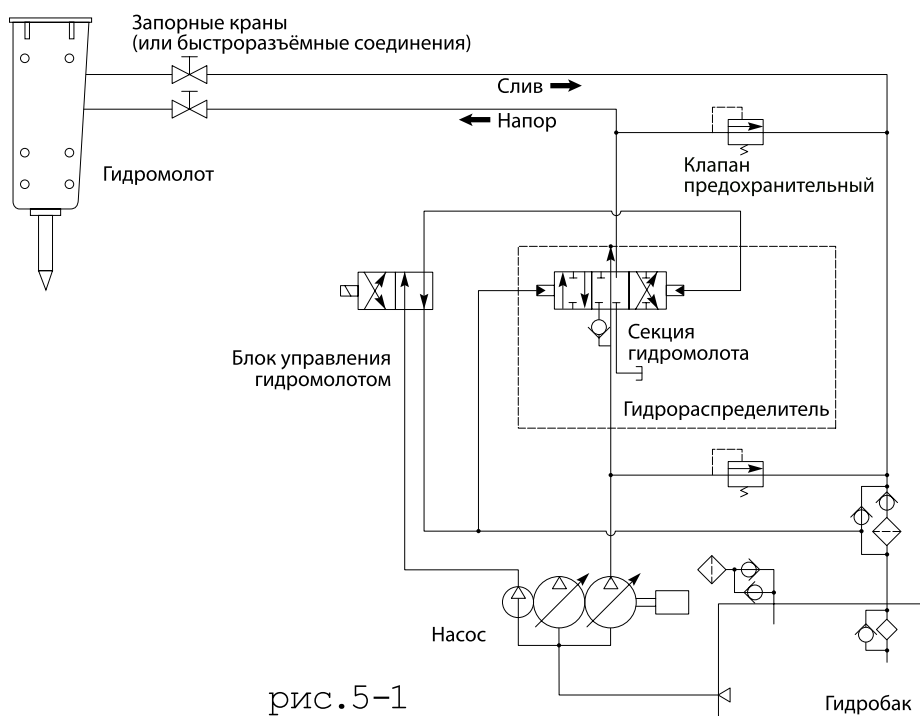 Запорные краны
(или быстроразъёмные соединения)
Слив
Напор
Гидромолот
Клапан
предохранительный
Секция
гидромолота
Блок управления
гидромолотом
Гидрораспределитель
Насос
рис.5-1
Гидробак